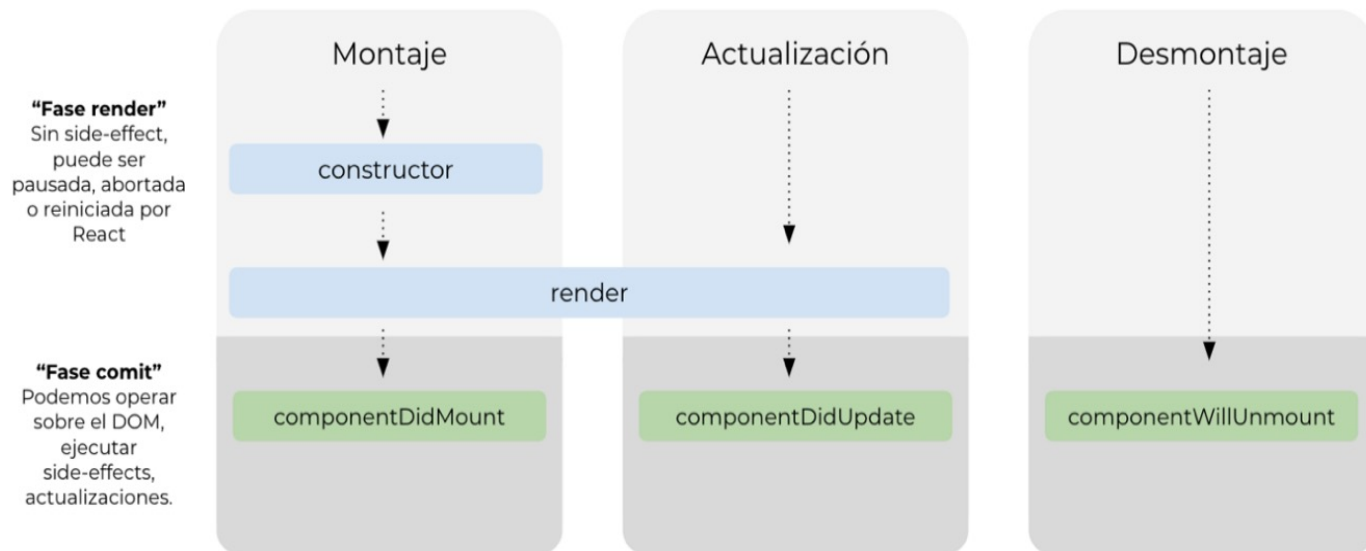 Montaje
Actualización
Desmontaje
“Fase render”
Sin side-effect,
puede ser
pausada, abortada
o reiniciada por
React
constructor
render
“Fase comit”
Podemos operar
sobre el DOM,
ejecutar
side-effects,
actualizaciones.
componentDidMount
componentDidUpdate
componentWillUnmount